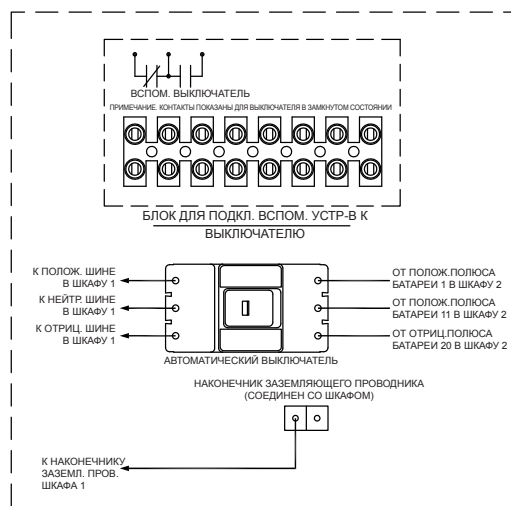 ВСПОМ. ВЫКЛЮЧАТЕЛЬ
ПРИМЕЧАНИЕ. КОНТАКТЫ ПОКАЗАНЫ ДЛЯ ВЫКЛЮЧАТЕЛЯ В ЗАМКНУТОМ СОСТОЯНИИ
БЛОК ДЛЯ ПОДКЛ. ВСПОМ. УСТР-В К
ВЫКЛЮЧАТЕЛЮ
К ПОЛОЖ. ШИНЕ
В ШКАФУ 1
К НЕЙТР. ШИНЕ
В ШКАФУ 1
К ОТРИЦ. ШИНЕ
В ШКАФУ 1
ОТ ПОЛОЖ.ПОЛЮСА
БАТАРЕИ 1 В ШКАФУ 2
ОТ ПОЛОЖ.ПОЛЮСА
БАТАРЕИ 11 В ШКАФУ 2
ОТ ОТРИЦ.ПОЛЮСА
БАТАРЕИ 20 В ШКАФУ 2
АВТОМАТИЧЕСКИЙ ВЫКЛЮЧАТЕЛЬ
НАКОНЕЧНИК ЗАЗЕМЛЯЮЩЕГО ПРОВОДНИКА
(СОЕДИНЕН СО ШКАФОМ)
К НАКОНЕЧНИКУ
ЗАЗЕМЛ. ПРОВ.
ШКАФА 1